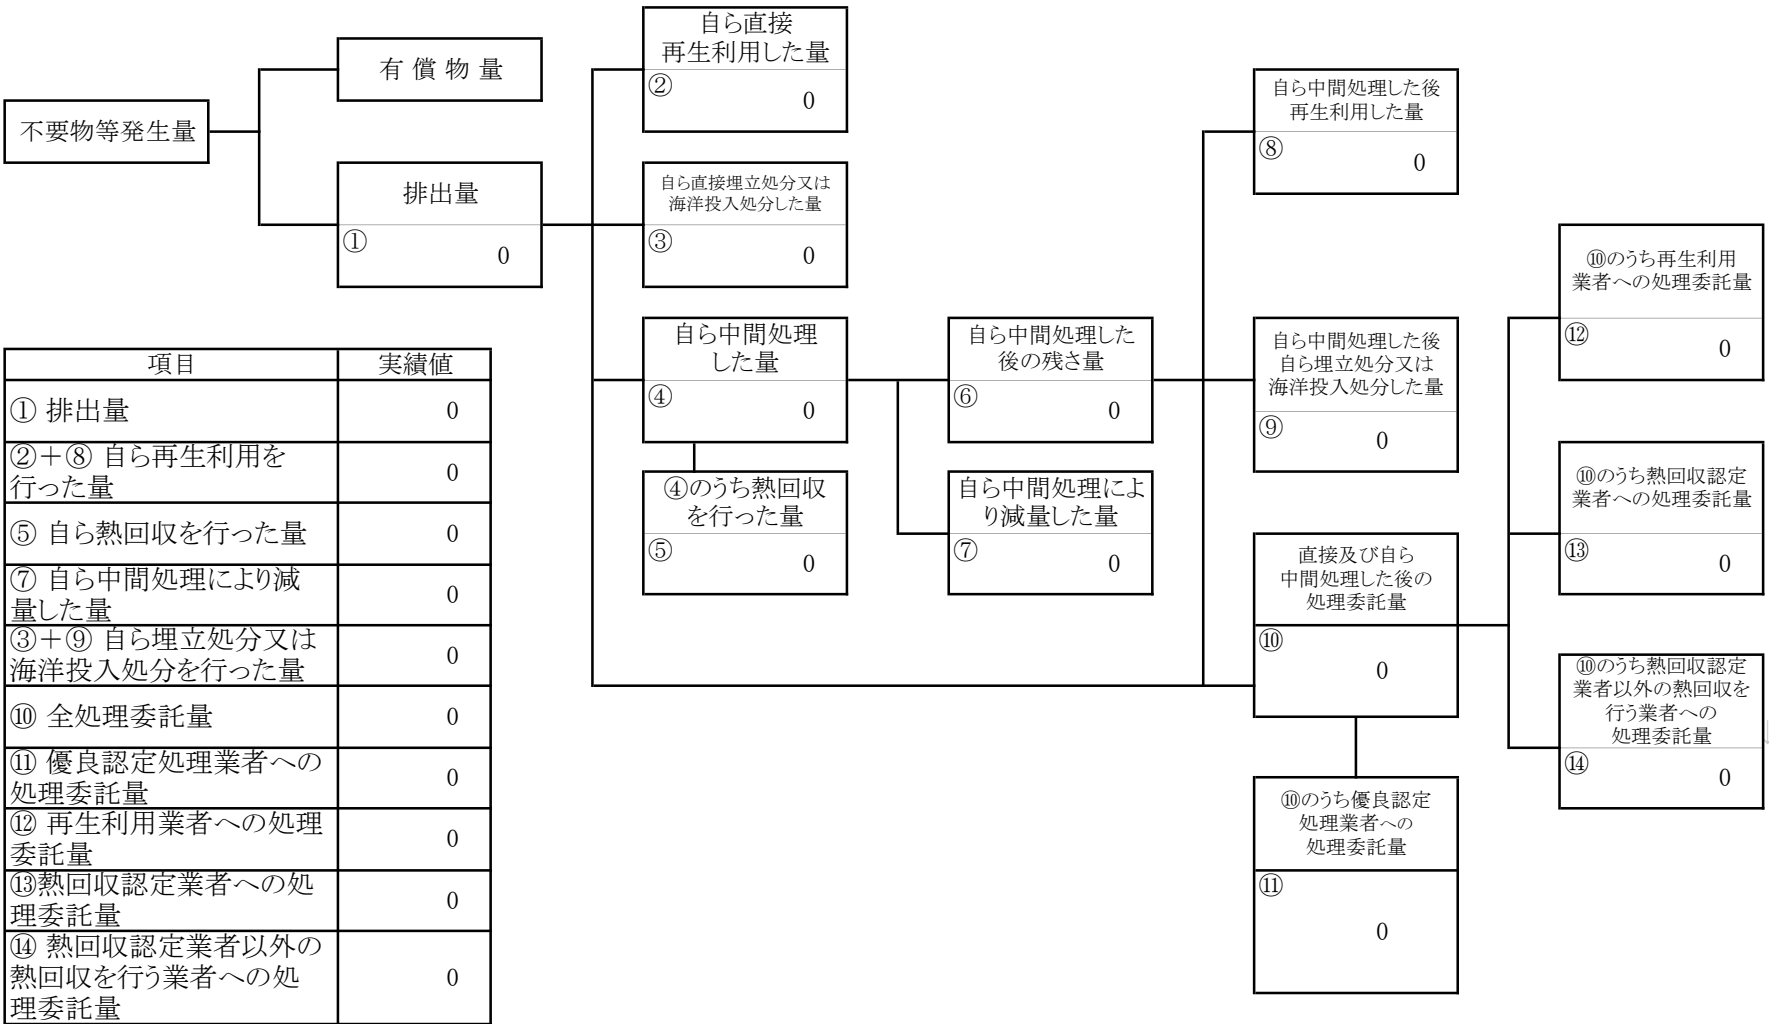 不要物等発生量
有 償 物 量
排出量
①
0
自ら直接
再生利用した量
②
0
自ら直接埋立処分又は
海洋投入処分した量
③
0
自ら中間処理
した量
④
0
④のうち熱回収
を行った量
⑤
0
自ら中間処理した
後の残さ量
⑥
0
自ら中間処理によ
り減量した量
⑦
0
自ら中間処理した後
再生利用した量
⑧
0
自ら中間処理した後
自ら埋立処分又は
海洋投入処分した量
⑨
0
直接及び自ら
中間処理した後の
処理委託量
⑩
0
⑩のうち優良認定
処理業者への
処理委託量
⑪
0
⑩のうち再生利用
業者への処理委託量
⑫
0
⑩のうち熱回収認定
業者への処理委託量
⑬
0
⑩のうち熱回収認定
業者以外の熱回収を
行う業者への
処理委託量
⑭
0
項目 実績値
① 排出量 0
②＋⑧ 自ら再生利用を
行った量 0
⑤ 自ら熱回収を行った量 0
⑦ 自ら中間処理により減
量した量 0
③＋⑨ 自ら埋立処分又は
海洋投入処分を行った量 0
⑩ 全処理委託量 0
⑪ 優良認定処理業者への
処理委託量 0
⑫ 再生利用業者への処理
委託量 0
⑬熱回収認定業者への処
理委託量 0
⑭ 熱回収認定業者以外の
熱回収を行う業者への処
理委託量 0